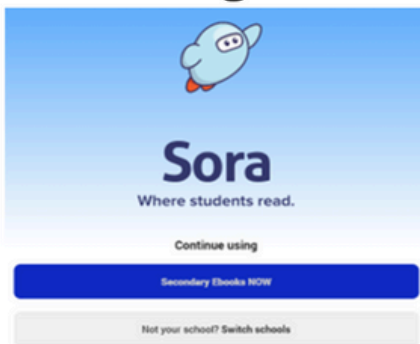 Sora
Where students read.
Continue using
Secondary Ebooks NOW
Not your school? Switch schools